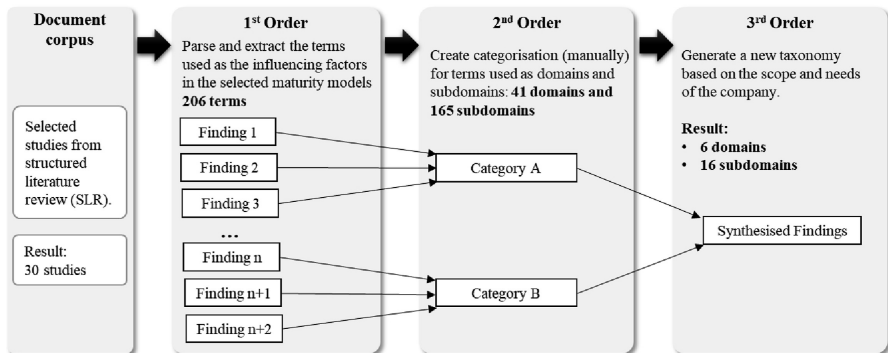 Document
corpus
Selected
studies from
structured
literature
review (SLR).
Result:
30 studies
1st Order
Parse and extract the terms
used as the influencing factors
in the selected maturity models
206 terms
Finding 1
Finding 2
Finding 3
...
Finding n
Finding n+1
Finding n+2
2nd Order
Create categorisation (manually)
for terms used as domains and
subdomains: 41 domains and
165 subdomains
Category A
Category B
3rd Order
Generate a new taxonomy
based on the scope and needs
of the company.
Result:
• 6 domains
• 16 subdomains
Synthesised Findings